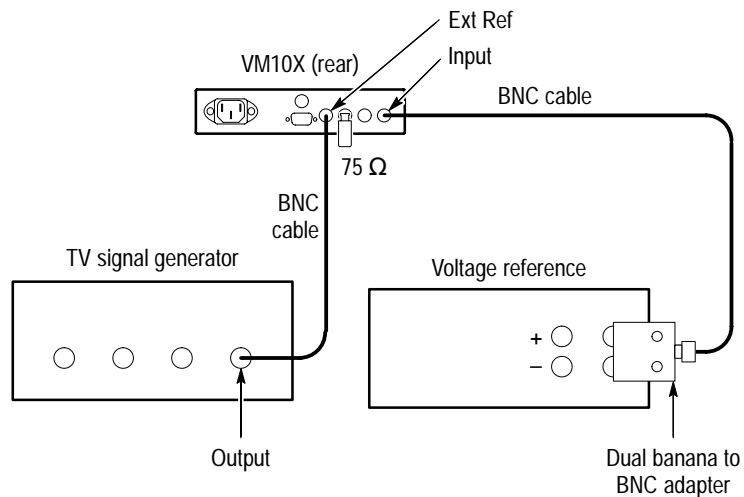 Ext Ref
VM10X (rear)
Input
BNC cable
75 Ω
BNC
cable
TV signal generator
Voltage reference
+
−
Output
Dual banana to
BNC adapter